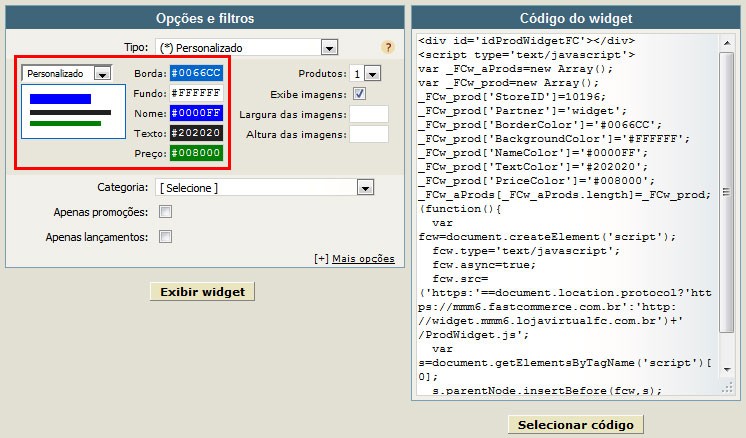 Opções e filtros
Tipo: (*) Personalizado ?
Personalizado
Borda: #0066CC
Fundo: #FFFFFF
Nome: #0000FF
Texto: #202020
Preço: #008000
Produtos: 1
Exibe imagens:
Largura das imagens:
Altura das imagens:
Categoria: [ Selecione ]
Apenas promoções:
Apenas lançamentos:
[+] Mais opções
Exibir widget
Código do widget
<div id='idProdWidgetFC'></div>
<script type='text/javascript'>
var _FCw_aProds=new Array();
var _FCw_prod=new Array();
_FCw_prod['StoreID']=10196;
_FCw_prod['Partner']='widget';
_FCw_prod['BorderColor']='#0066CC';
_FCw_prod['BackgroundColor']='#FFFFFF';
_FCw_prod['NameColor']='#0000FF';
_FCw_prod['TextColor']='#202020';
_FCw_prod['PriceColor']='#008000';
_FCw_aProds[_FCw_aProds.length]=_FCw_prod;
(function(){
var
fcw=document.createElement('script');
fcw.type='text/javascript';
fcw.async=true;
fcw.src=
('https:'==document.location.protocol?'htt
ps://mmm6.fastcommerce.com.br':'http:
//widget.mmm6.lojavirtualfc.com.br')+'
/ProdWidget.js';
var
s=document.getElementsByTagName('script')[
0];
s.parentNode.insertBefore(fcw,s);
Selecionar código